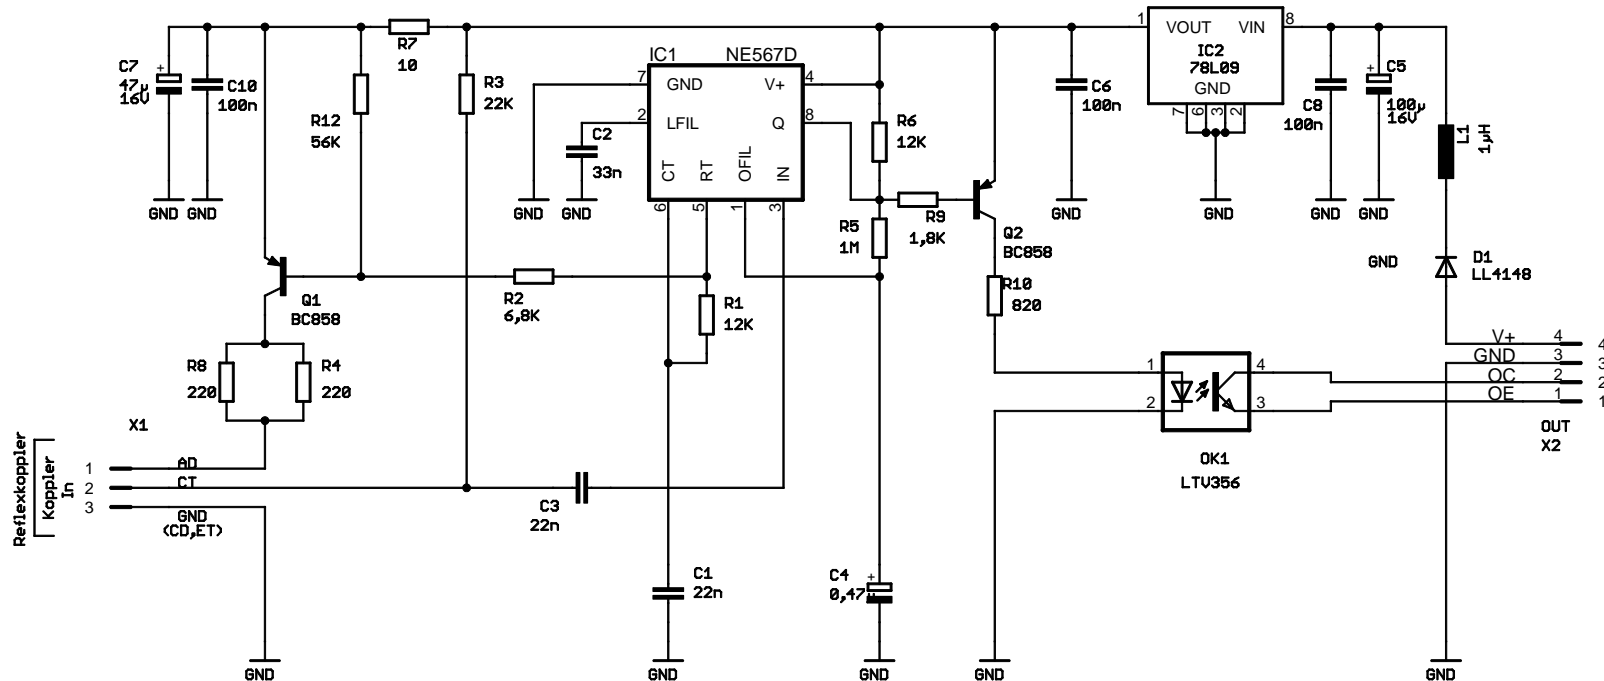 1
VOUT
VIN
8
IC2
78L09
GND
7
6
3
2
GND
C7
+
47µ
16V
GND
C10
100n
GND
R7
10
R12
56K
R3
22K
IC1
NE567D
7
GND
V+
4
2
LFIL
Q
8
CT
RT
OFIL
IN
6
5
1
3
C2
33n
GND
GND
R6
12K
R5
1M
R9
1,8K
Q2
BC858
R10
820
C6
100n
GND
C8
100n
GND
C5
+
100µ
16V
GND
L1
1µH
GND
D1
LL4148
Q1
BC858
R2
6,8K
R1
12K
R8
220
R4
220
X1
Reflexkoppler
Koppler
In
1
AD
2
CT
3
GND
(CD,ET)
GND
C3
22n
C1
22n
GND
C4
+
0,47µ
GND
GND
1
2
4
3
OK1
LTV356
V+
4
4
GND
3
3
OC
2
2
OE
1
1
OUT
X2
GND